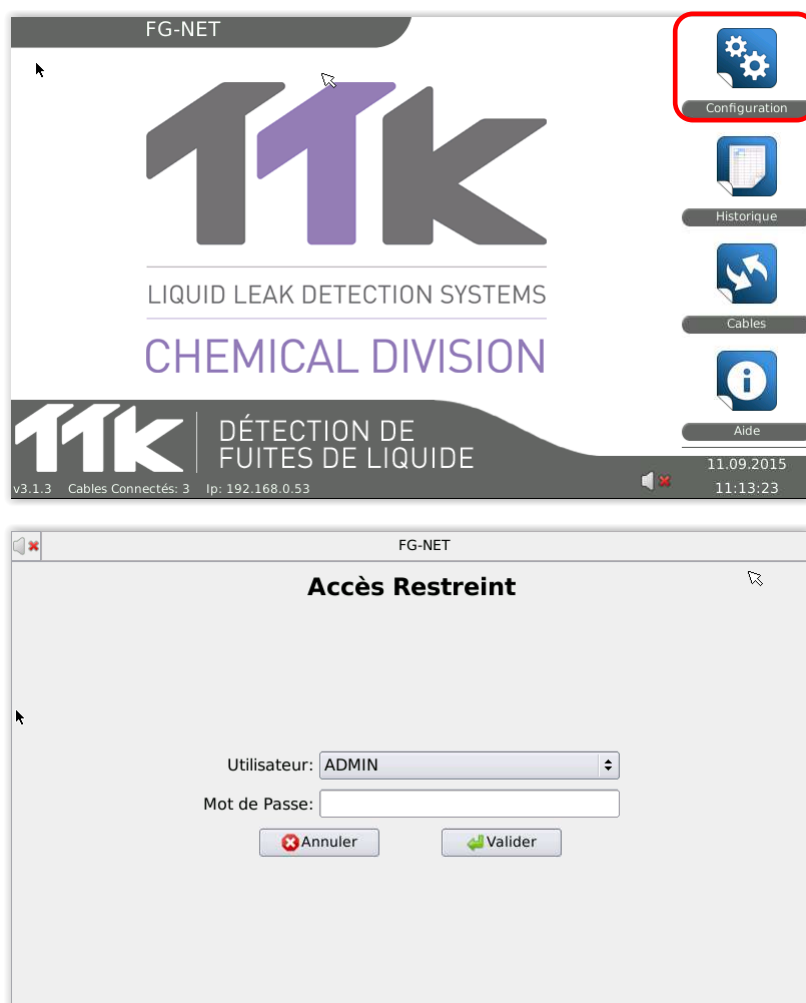 FG-NET
Configuration
TTK
Historique
LIQUID LEAK DETECTION SYSTEMS
CHEMICAL DIVISION
Cables
Aide
TTK
DÉTECTION DE
FUITES DE LIQUIDE
v3.1.3 Cables Connectés: 3 Ip: 192.168.0.53
11.09.2015
11:13:23
FG-NET
Accès Restreint
Utilisateur: ADMIN
Mot de Passe:
Annuler Valider